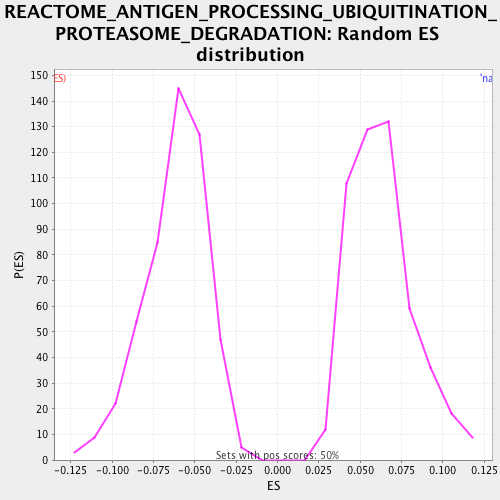 REACTOME_ANTIGEN_PROCESSING_UBIQUITINATION_
PROTEASOME_DEGRADATION: Random ES
distribution
ES)
'na
150
140
130
120
110
100
90
80
70
60
50
40
30
20
10
0
P(ES)
Sets with pos scores: 50%
-0.125 -0.100 -0.075 -0.050 -0.025 0.000 0.025 0.050 0.075 0.100 0.125
ES